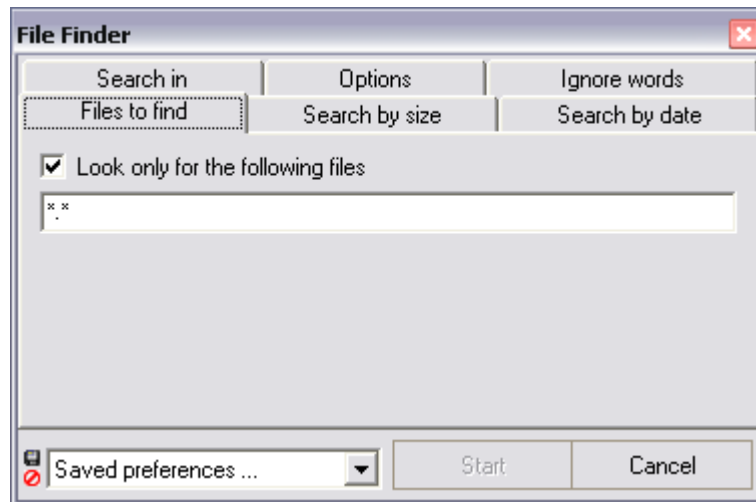 File Finder
Search in Options Ignore words
Files to find Search by size Search by date
Look only for the following files
*.*
Saved preferences ... Start Cancel